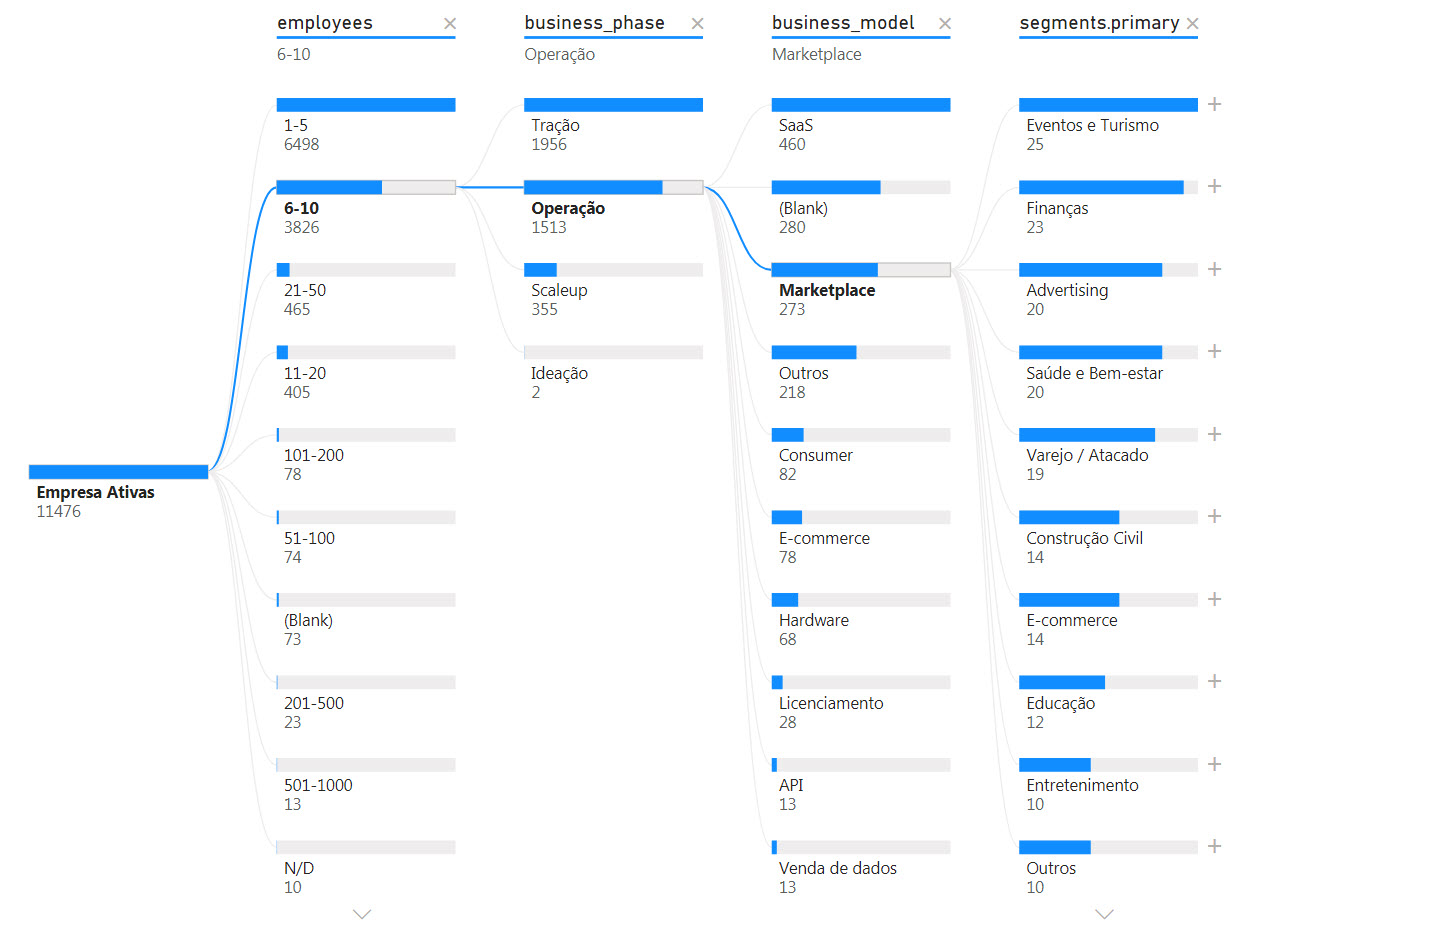 employees
6-10
1-5
6498
6-10
3826
21-50
465
11-20
405
101-200
78
51-100
74
(Blank)
73
201-500
23
501-1000
13
N/D
10
Empresa Ativas
11476
business_phase
Operação
Tração
1956
Operação
1513
Scaleup
355
Ideação
2
business_model
Marketplace
SaaS
460
(Blank)
280
Marketplace
273
Outros
218
Consumer
82
E-commerce
78
Hardware
68
Licenciamento
28
API
13
Venda de dados
13
segments.primary
Eventos e Turismo
25
Finanças
23
Advertising
20
Saúde e Bem-estar
20
Varejo / Atacado
19
Construção Civil
14
E-commerce
14
Educação
12
Entretenimento
10
Outros
10